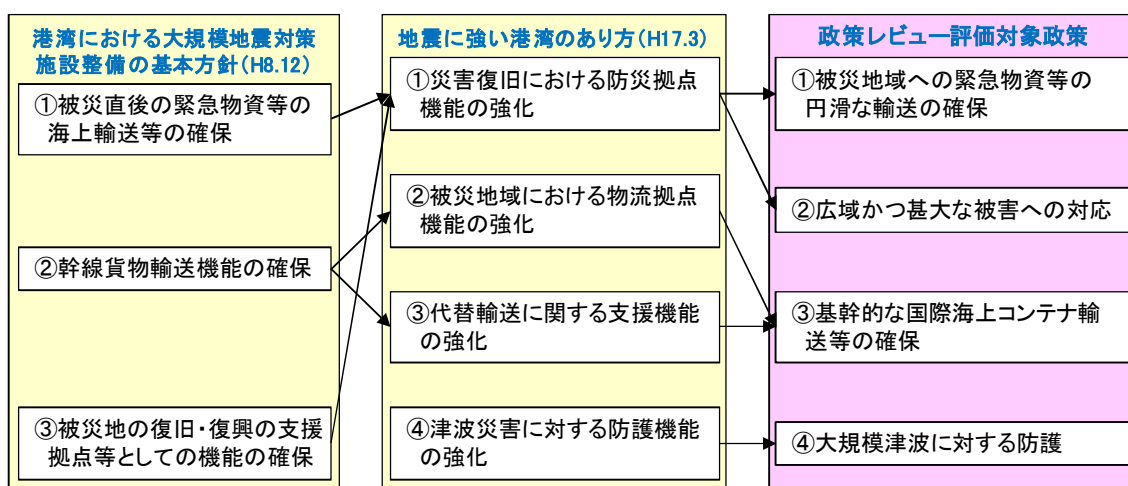 港湾における大規模地震対策
施設整備の基本方針(H8.12)
①被災直後の緊急物資等の
海上輸送等の確保
②幹線貨物輸送機能の確保
③被災地の復旧・復興の支援
拠点等としての機能の確保
地震に強い港湾のあり方(H17.3)
①災害復旧における防災拠点
機能の強化
②被災地域における物流拠点
機能の強化
③代替輸送に関する支援機能
の強化
④津波災害に対する防護機能
の強化
政策レビュー評価対象政策
①被災地域への緊急物資等の
円滑な輸送の確保
②広域かつ甚大な被害への対応
③基幹的な国際海上コンテナ輸
送等の確保
④大規模津波に対する防護